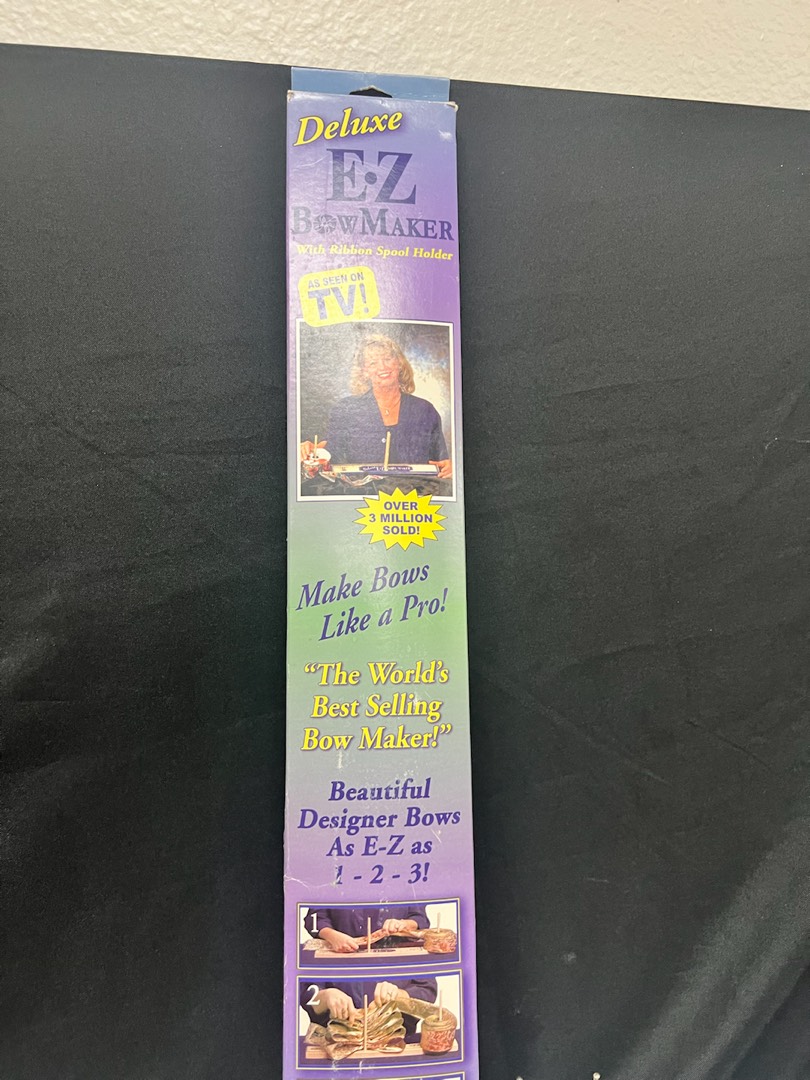 Deluxe
E·Z
BOWMAKER
With Ribbon Spool Holder
AS SEEN ON
TV!
OVER
3 MILLION
SOLD!
Make Bows
Like a Pro!
“The World’s
Best Selling
Bow Maker!”
Beautiful
Designer Bows
As E-Z as
1 - 2 - 3!
1
2